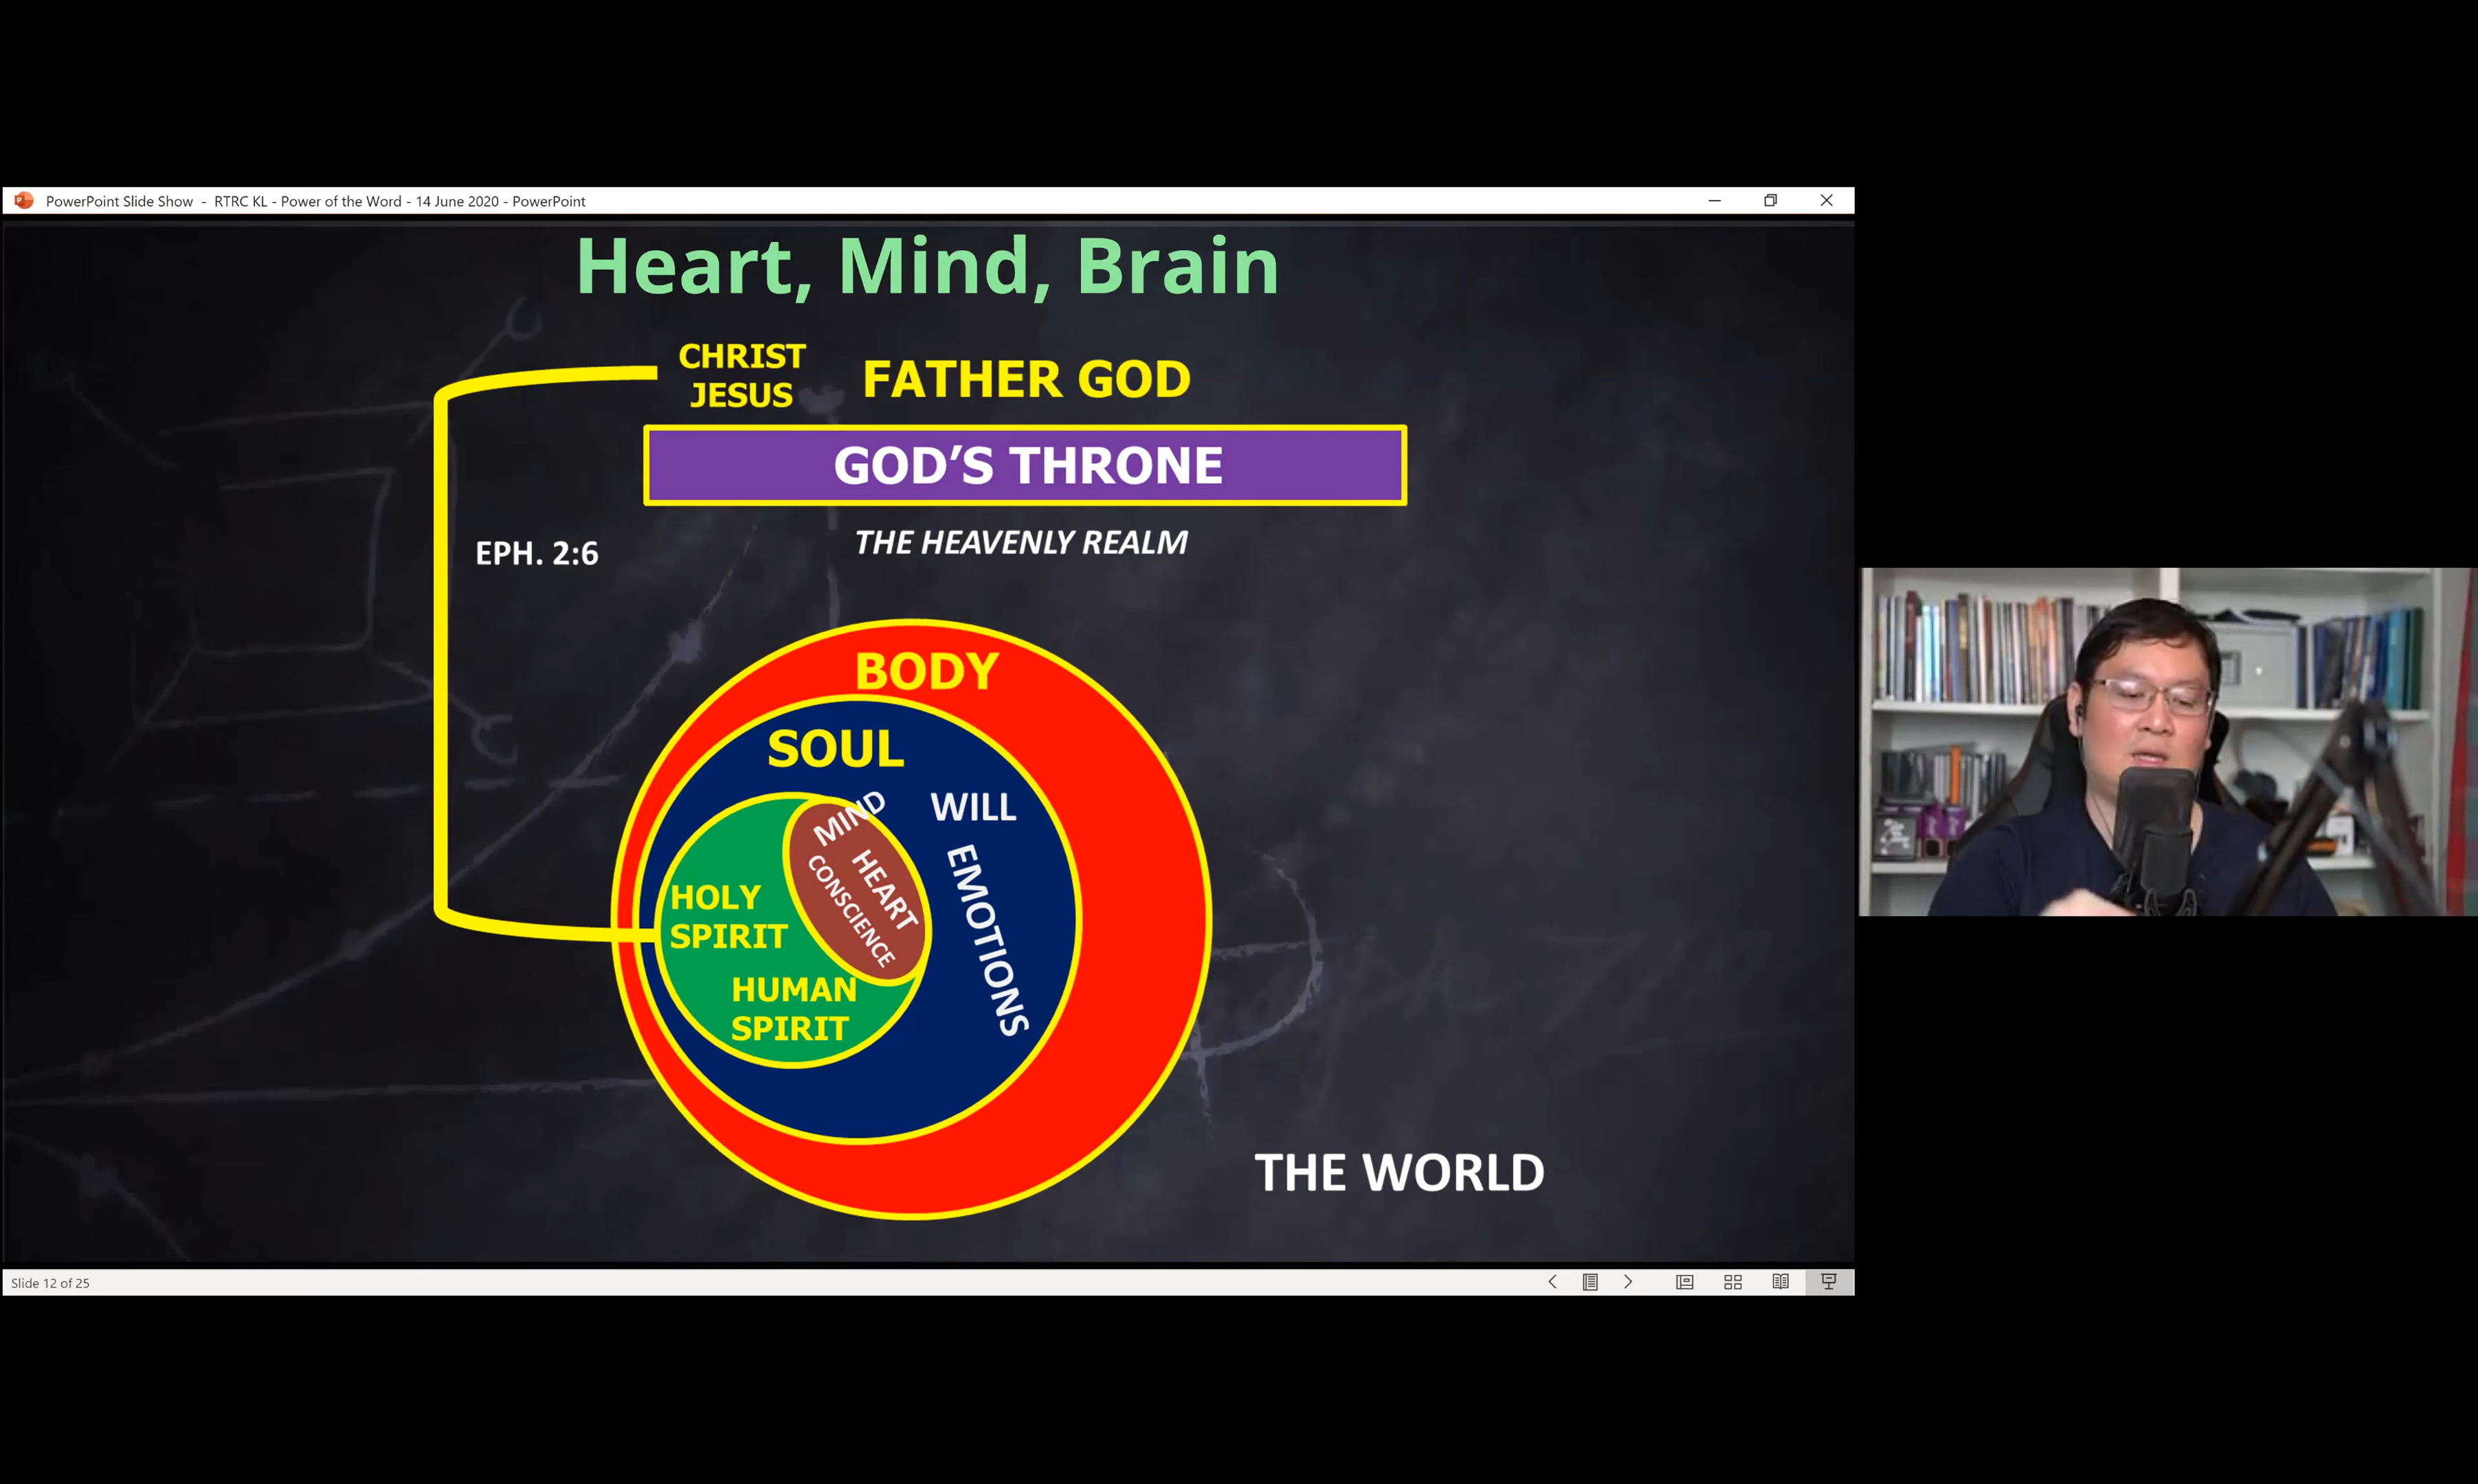 PowerPoint Slide Show - RTRC KL - Power of the Word - 14 June 2020 - PowerPoint
Heart, Mind, Brain
CHRIST
JESUS
FATHER GOD
GOD’S THRONE
EPH. 2:6
THE HEAVENLY REALM
BODY
SOUL
MIND
WILL
HEART
CONSCIENCE
EMOTIONS
HOLY
SPIRIT
HUMAN
SPIRIT
THE WORLD
Slide 12 of 25